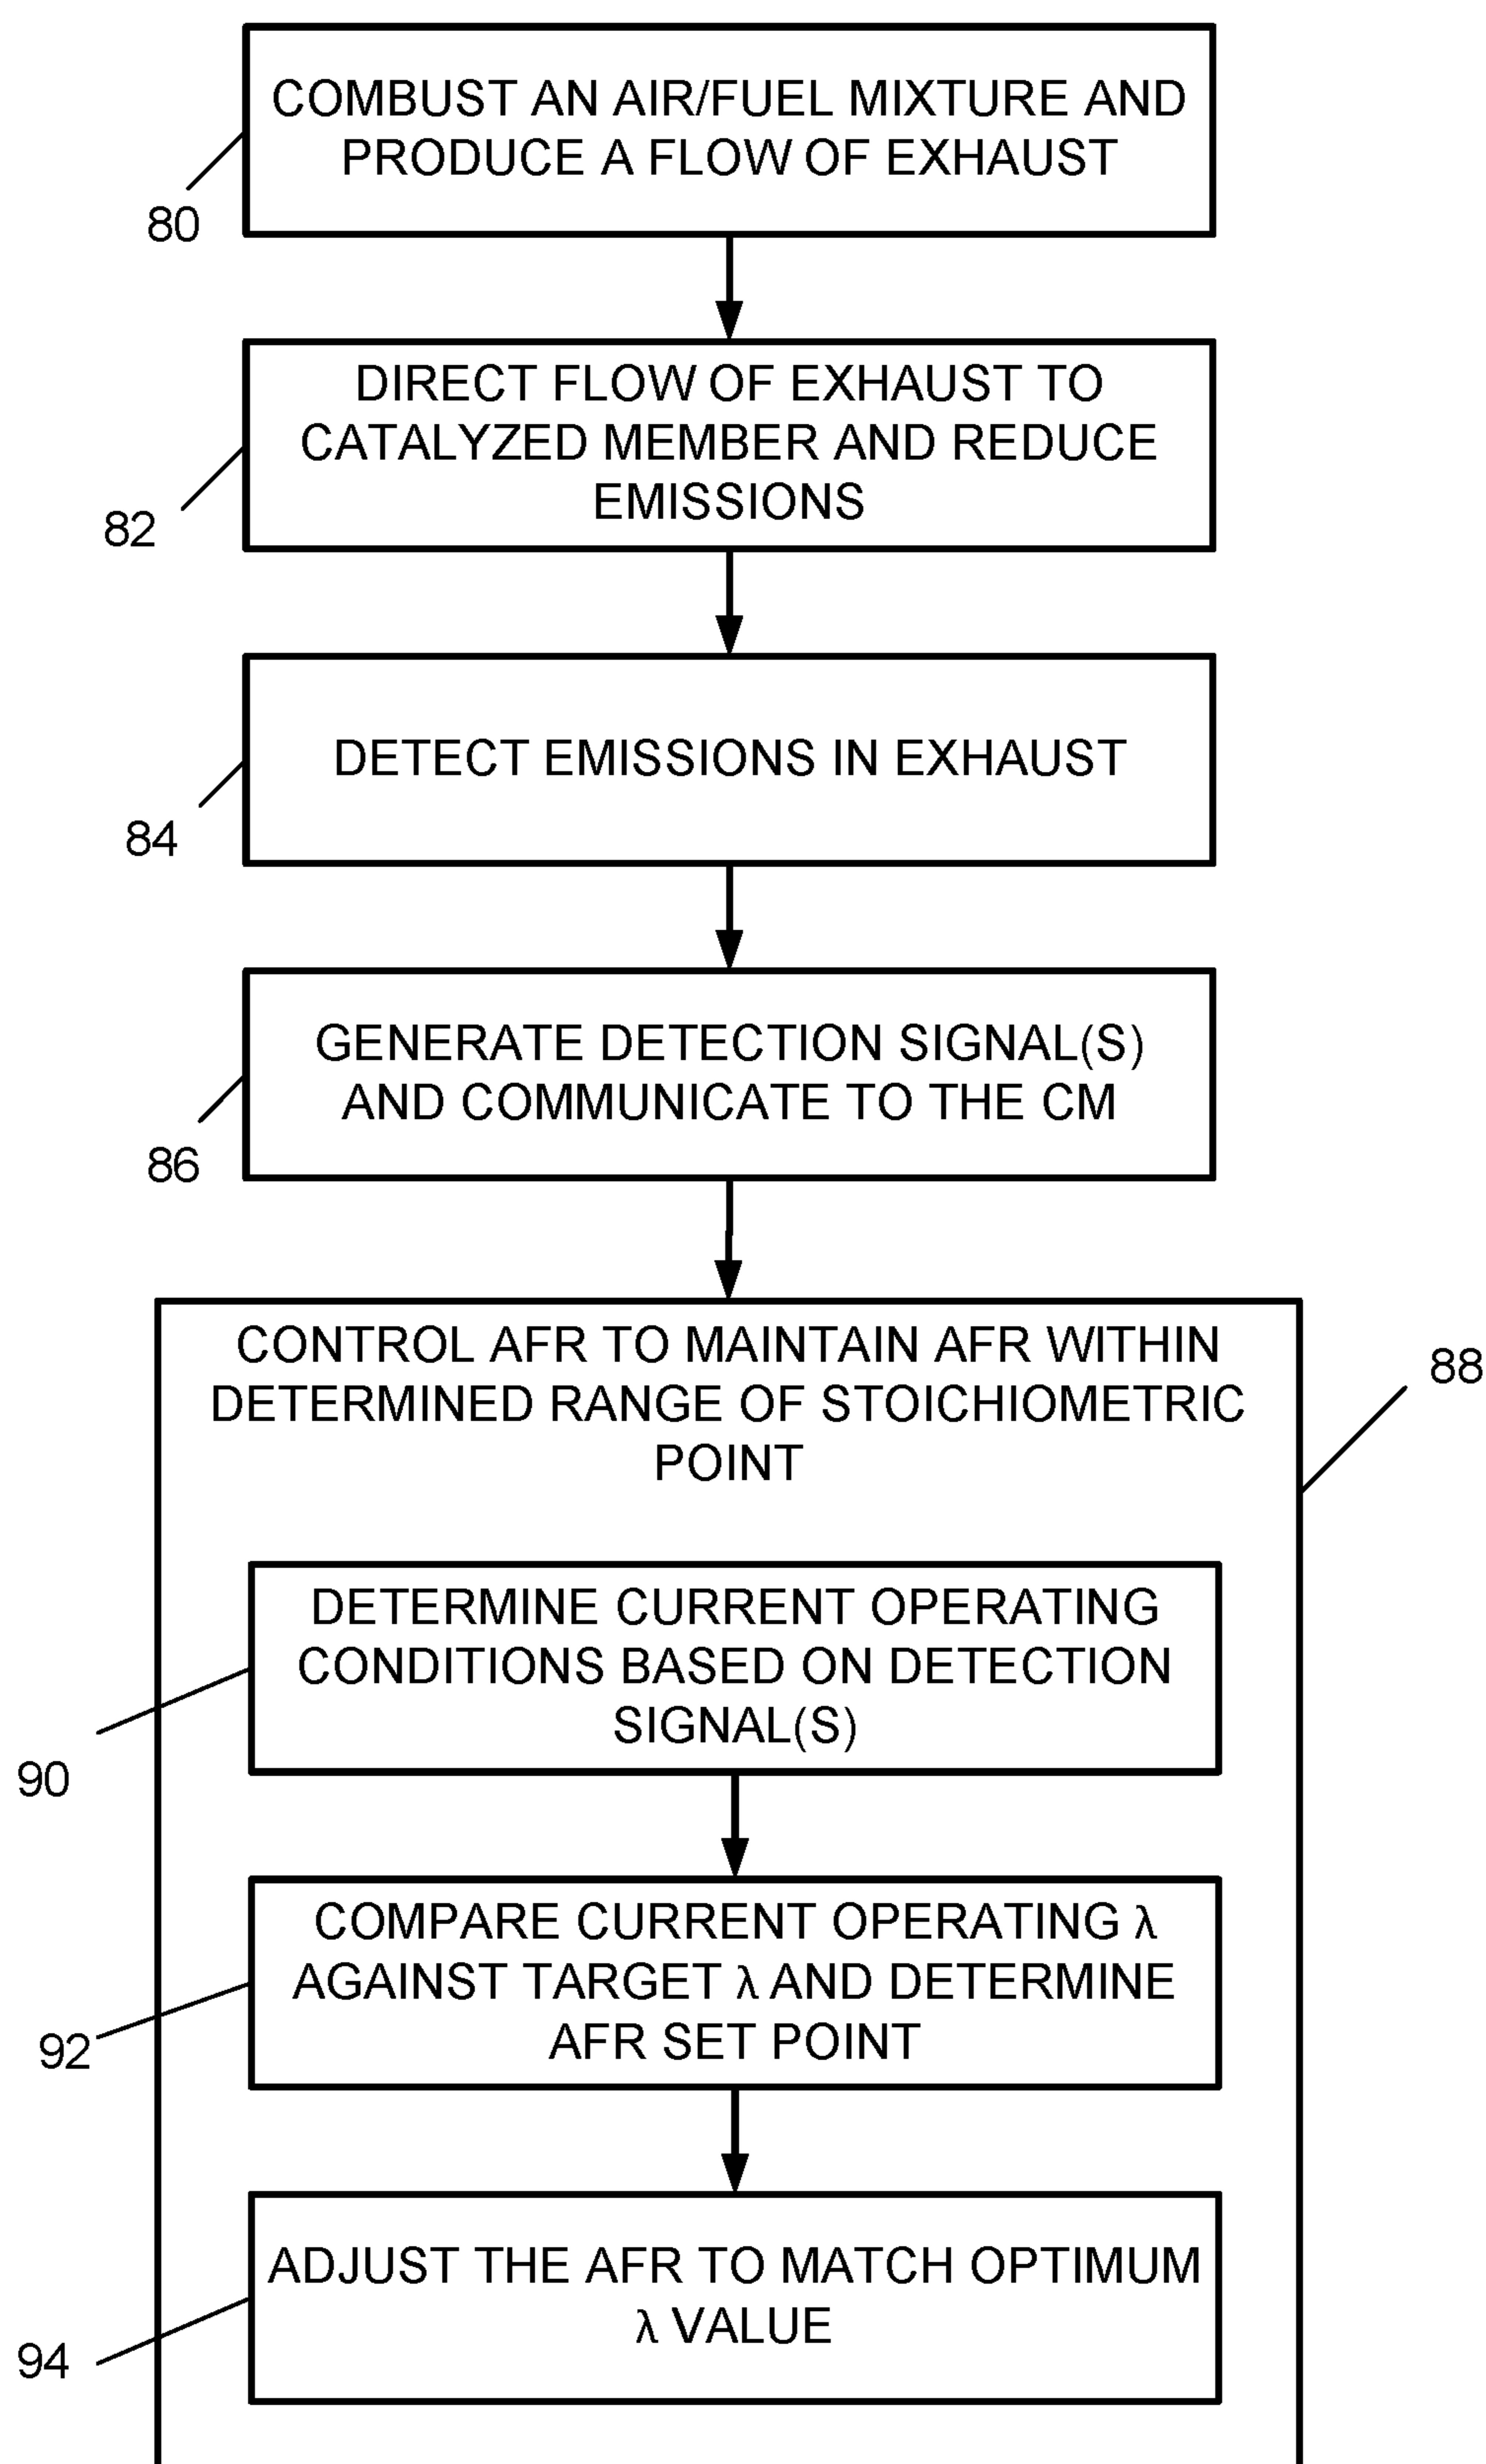 COMBUST AN AIR/FUEL MIXTURE AND
PRODUCE A FLOW OF EXHAUST
80
DIRECT FLOW OF EXHAUST TO
CATALYZED MEMBER AND REDUCE
EMISSIONS
82
DETECT EMISSIONS IN EXHAUST
84
GENERATE DETECTION SIGNAL(S)
AND COMMUNICATE TO THE CM
86
CONTROL AFR TO MAINTAIN AFR WITHIN
DETERMINED RANGE OF STOICHIOMETRIC
POINT
88
DETERMINE CURRENT OPERATING
CONDITIONS BASED ON DETECTION
SIGNAL(S)
90
COMPARE CURRENT OPERATING λ
AGAINST TARGET λ AND DETERMINE
AFR SET POINT
92
ADJUST THE AFR TO MATCH OPTIMUM
λ VALUE
94